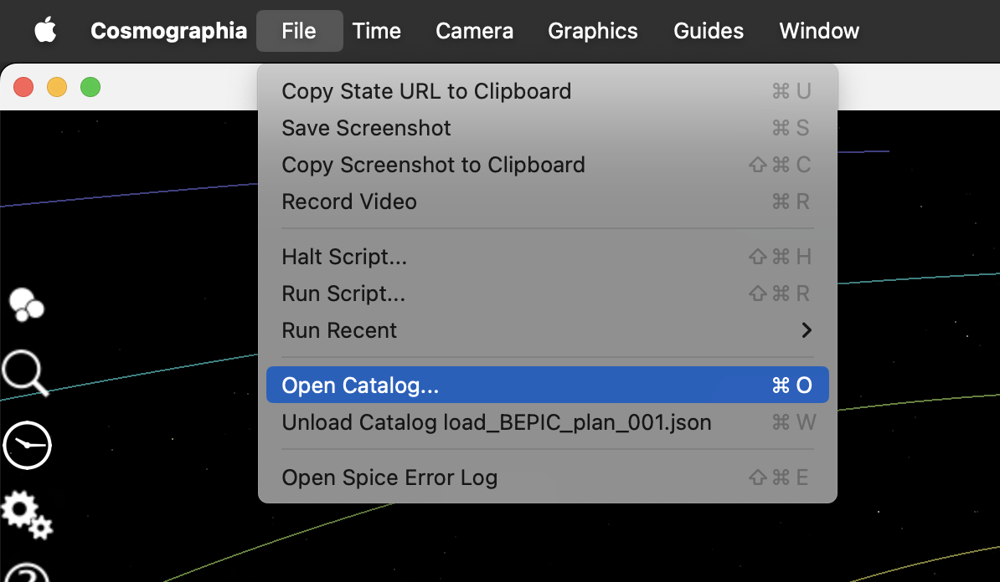 Cosmographia File Time Camera Graphics Guides Window
Copy State URL to Clipboard ⌘ U
Save Screenshot ⌘ S
Copy Screenshot to Clipboard ⇧ ⌘ C
Record Video ⌘ R
Halt Script... ⇧ ⌘ H
Run Script... ⇧ ⌘ R
Run Recent
Open Catalog... ⌘ O
Unload Catalog load_BEPIC_plan_001.json ⌘ W
Open Spice Error Log ⇧ ⌘ E
?